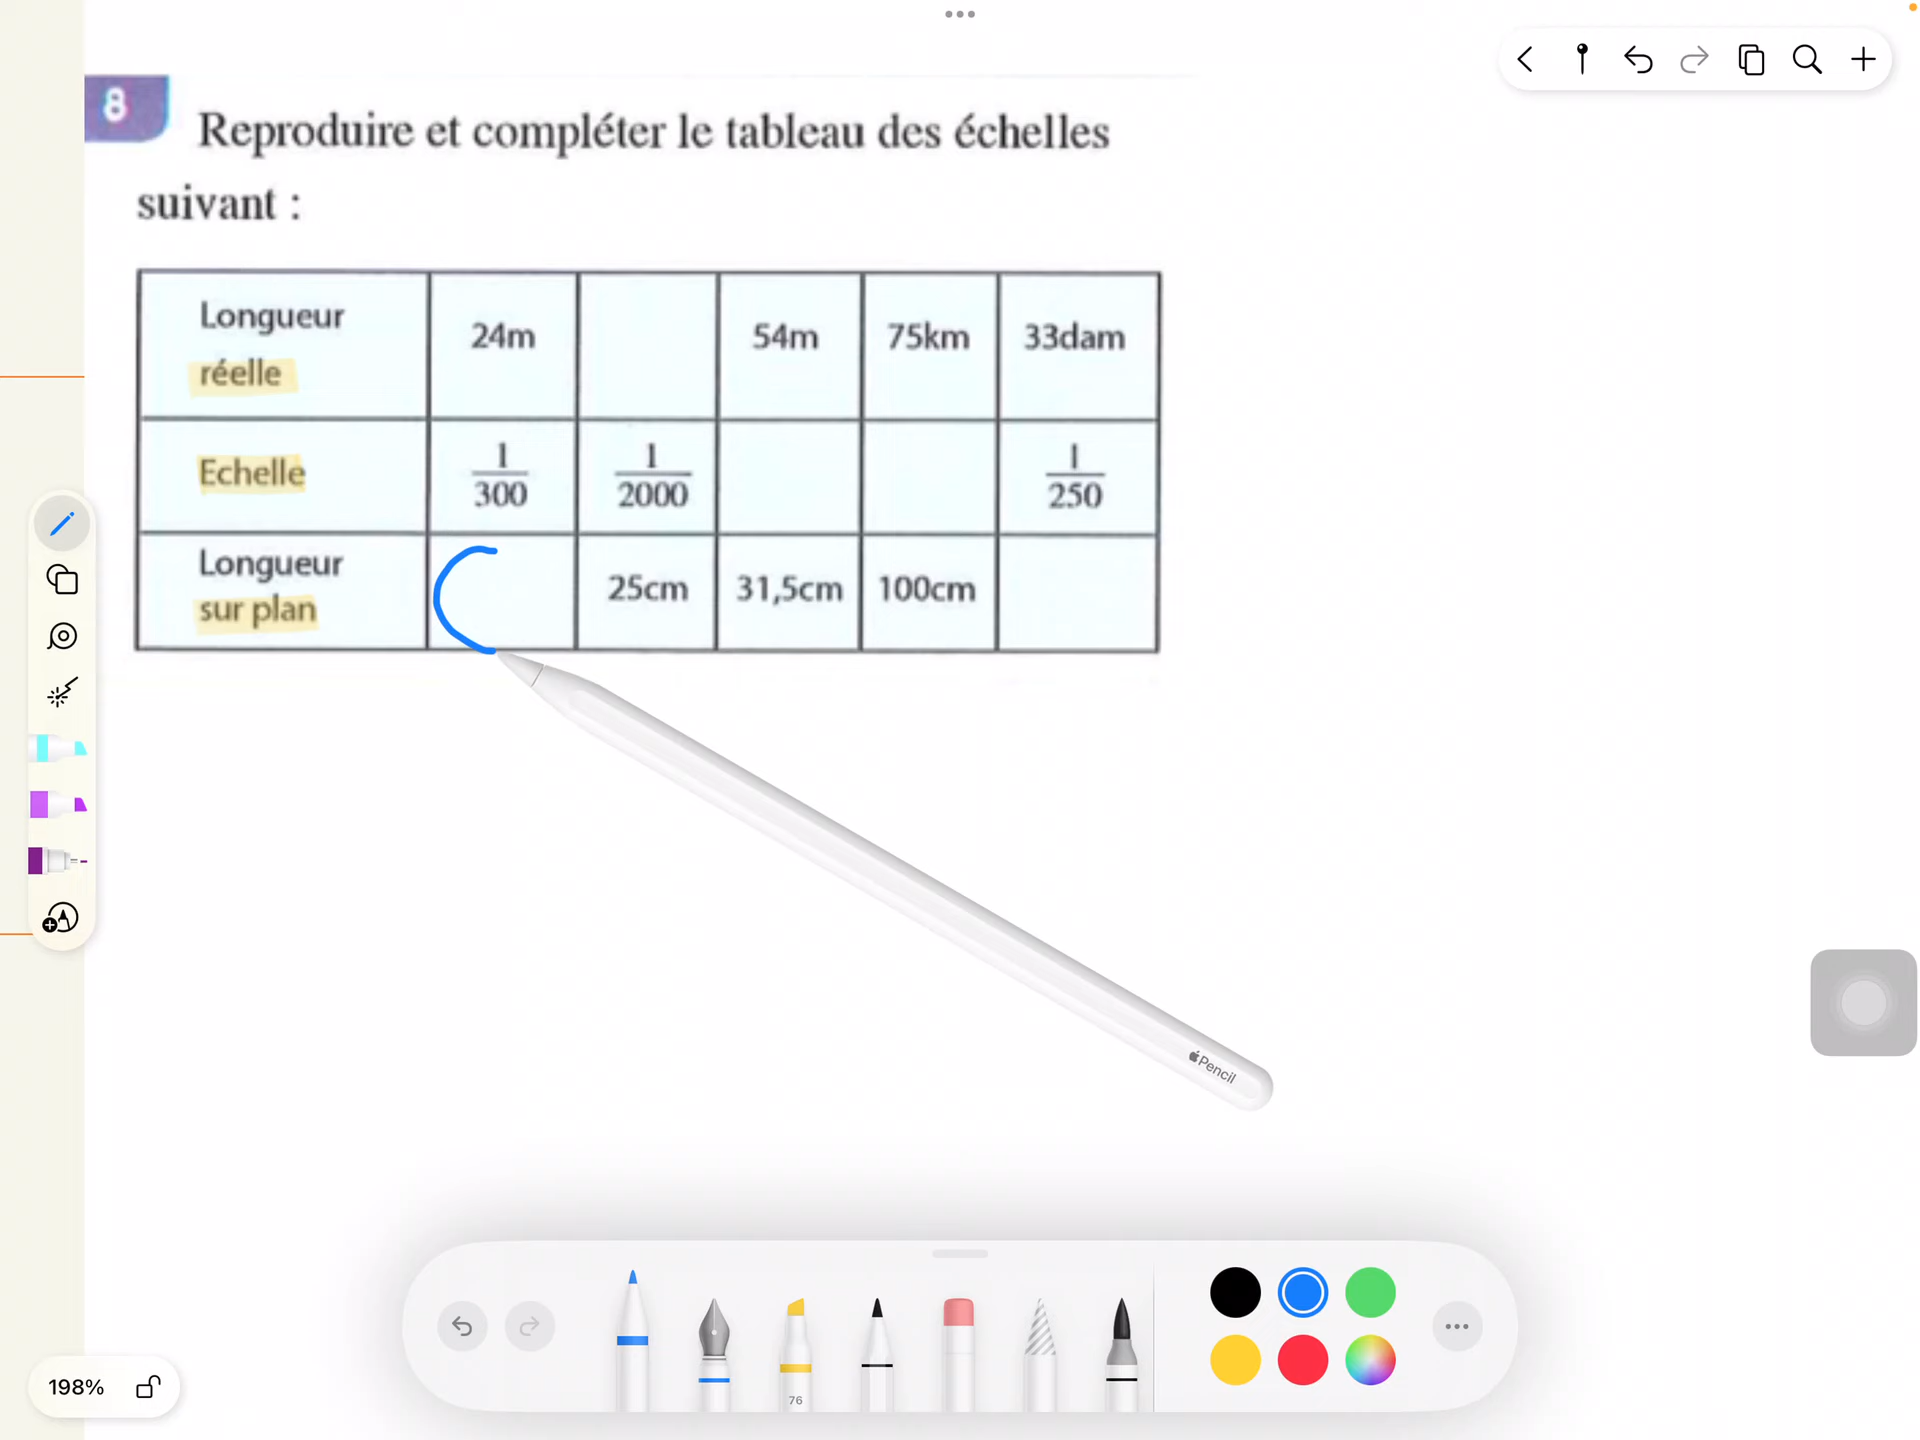 8 Reproduire et compléter le tableau des échelles
suivant :
Longueur réelle 24m 54m 75km 33dam
Echelle 1/300 1/2000 1/250
Longueur sur plan 25cm 31,5cm 100cm
Pencil
76
198%